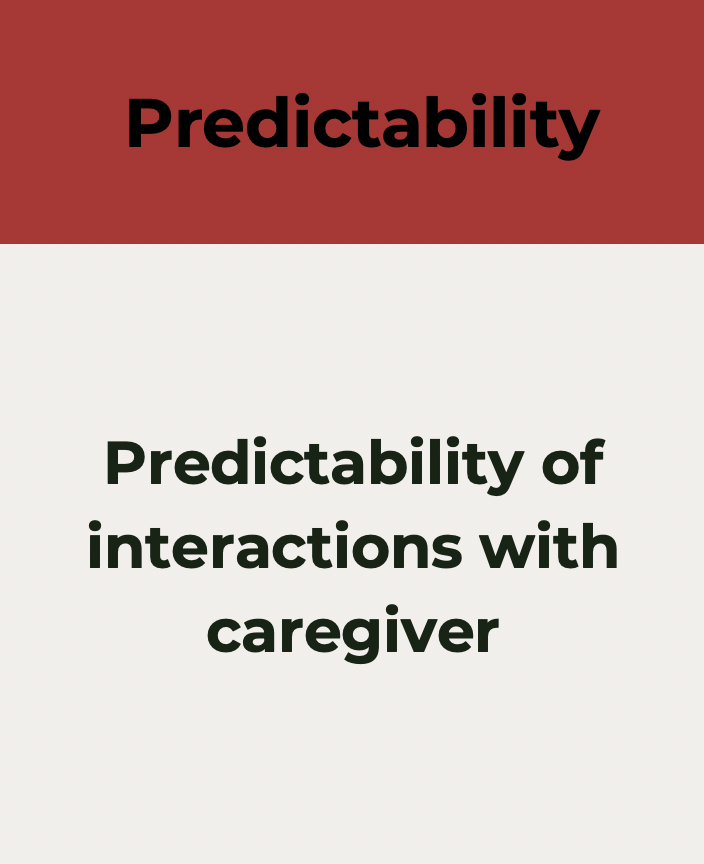 Predictability
Predictability of
interactions with
caregiver